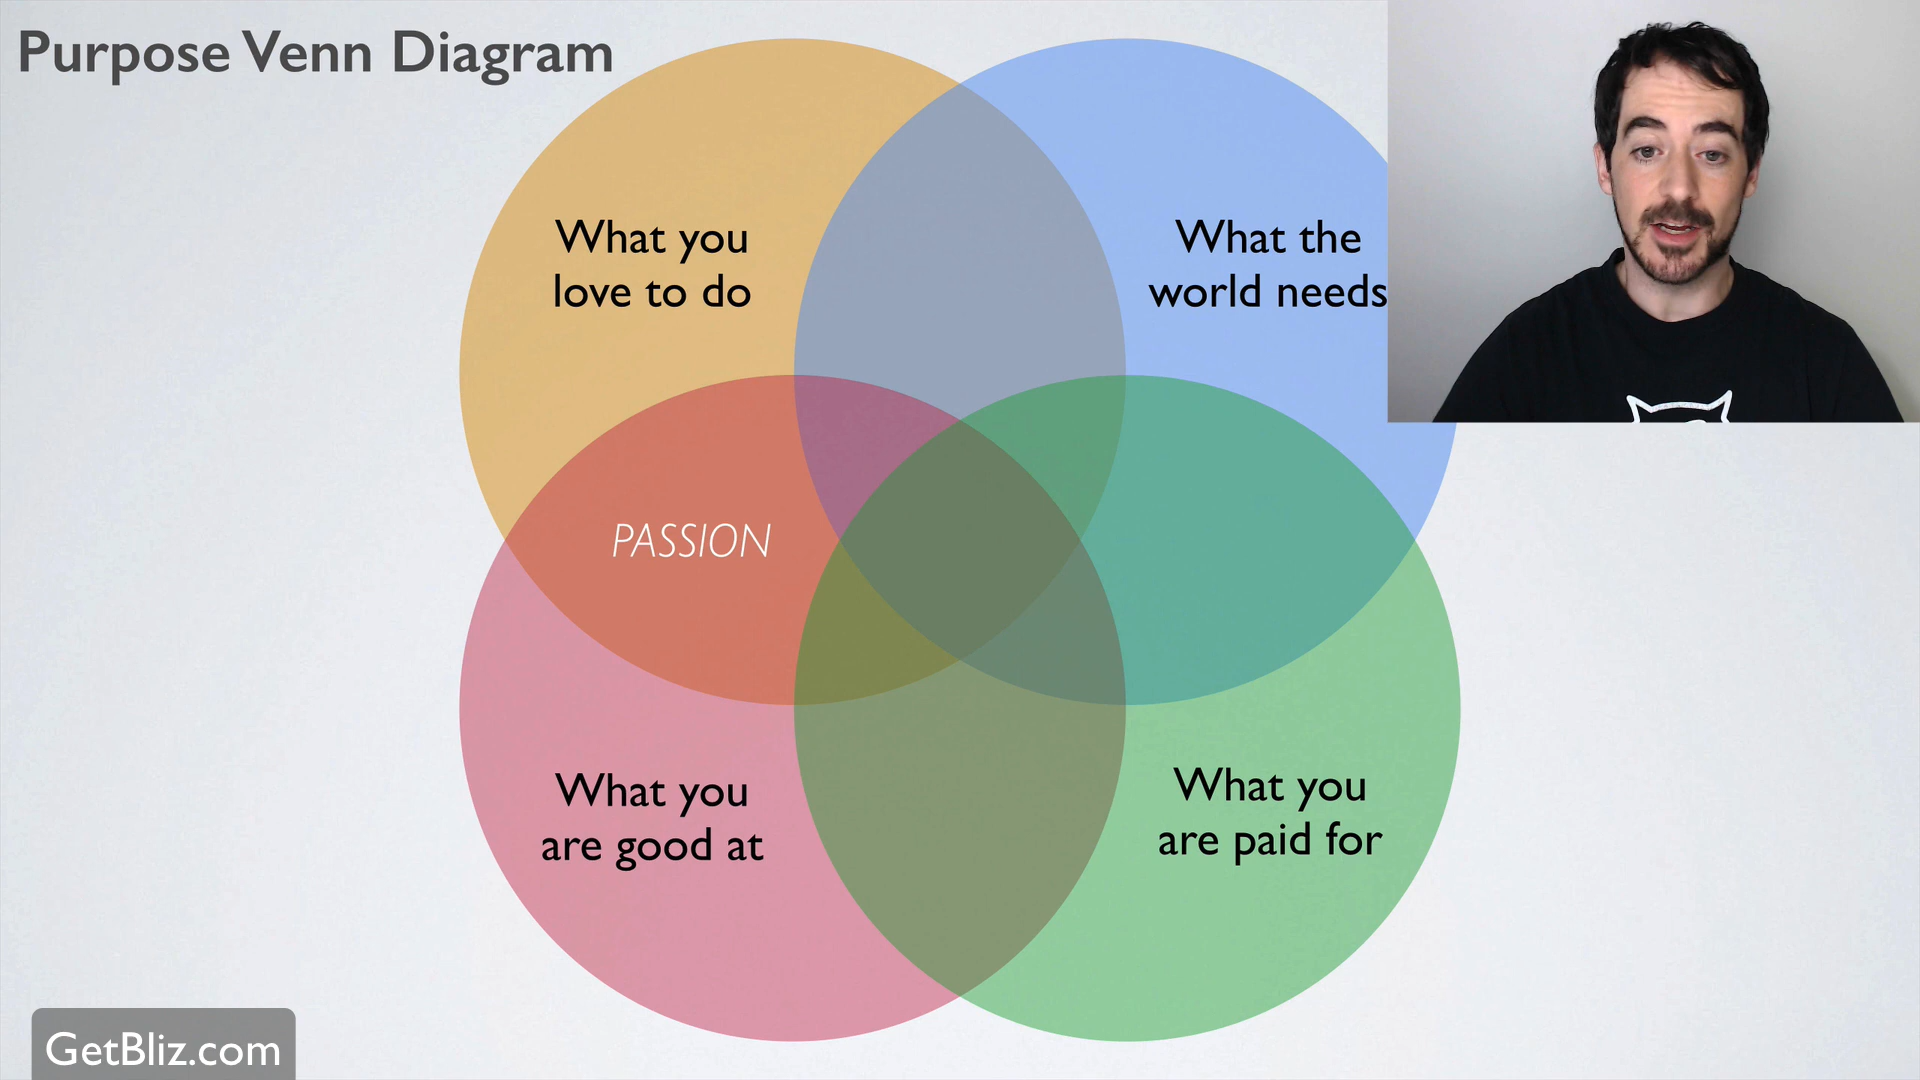 Purpose Venn Diagram
What you
love to do
What the
world needs
PASSION
What you
are good at
What you
are paid for
GetBliz.com